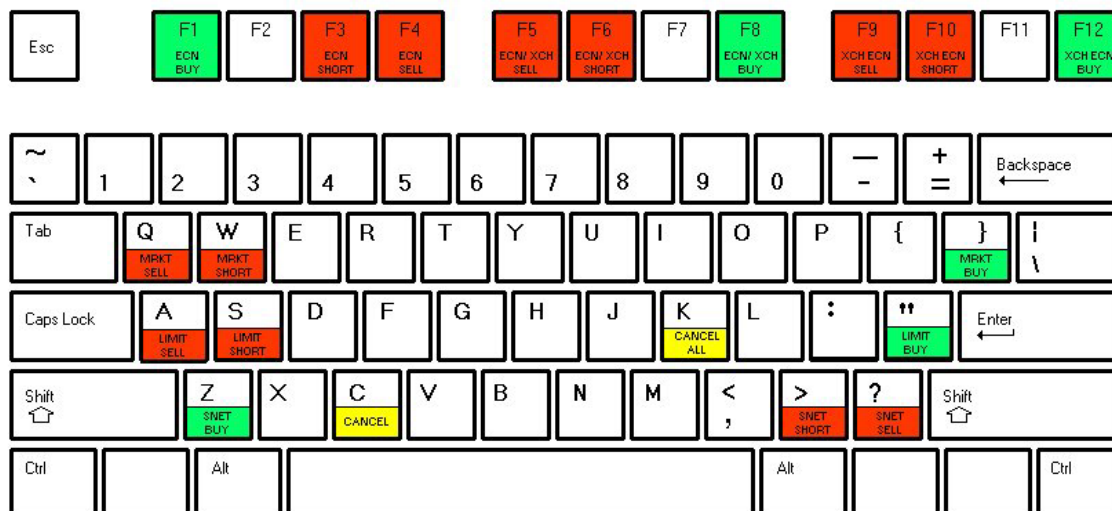 Esc F1 F2 F3 F4 F5 F6 F7 F8 F9 F10 F11 F12
ECN ECN ECN ECN/ XCH ECN/ XCH ECN/ XCH XCH ECN XCH ECN XCH ECN
BUY SHORT SELL SELL SHORT BUY SELL SHORT BUY
~ — +
` 1 2 3 4 5 6 7 8 9 0 - = Backspace
Tab Q W E R T Y U I O P { } ¦
MRKT MRKT MRKT \
SELL SHORT BUY
Caps Lock A S D F G H J K L : " Enter
LIMIT LIMIT CANCEL LIMIT
SELL SHORT ALL BUY
Shift Z X C V B N M < > ? Shift
SNET CANCEL , SNET SNET
BUY SHORT SELL
Ctrl Alt Alt Ctrl